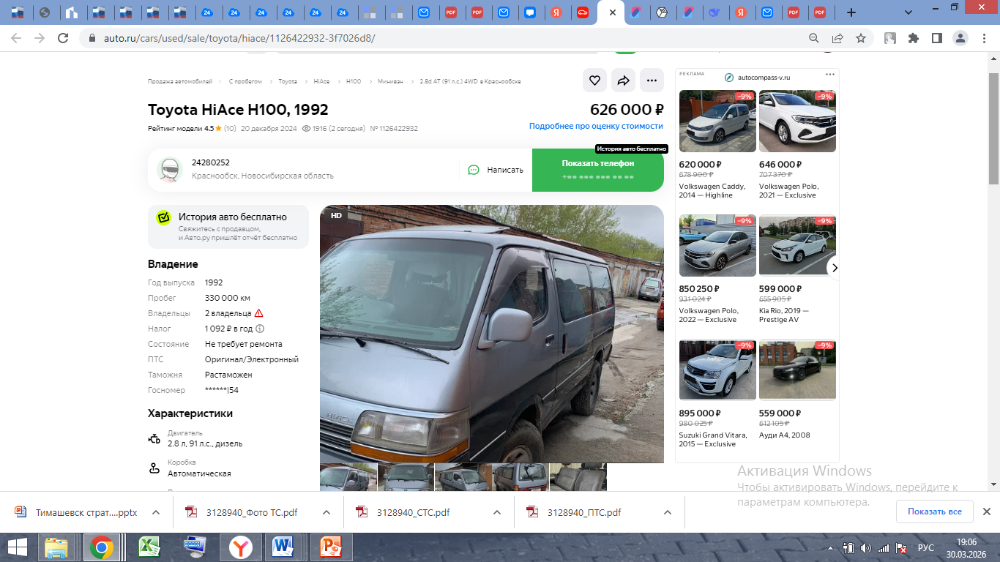 24
24
24
24
24
24
PDF
PDF
Я
Я
PDF
PDF
auto.ru/cars/used/sale/toyota/hiace/1126422932-3f7026d8/
Продажа автомобилей > С пробегом > Toyota > HiAce > H100 > Минивэн > 2.8d AT (91 л.с.) 4WD в Краснообске
Toyota HiAce H100, 1992
626 000 ₽
Рейтинг модели 4.5 (10) 20 декабря 2024 1916 (2 сегодня) № 1126422932
Подробнее про оценку стоимости
История авто бесплатно
24280252
Краснообск, Новосибирская область
Написать
Показать телефон
История авто бесплатно
Свяжитесь с продавцом,
и Авто.ру пришлёт отчёт бесплатно
Владение
Год выпуска 1992
Пробег 330 000 км
Владельцы 2 владельца
Налог 1 092 ₽ в год
Состояние Не требует ремонта
ПТС Оригинал/Электронный
Таможня Растаможен
Госномер ******|54
Характеристики
Двигатель
2.8 л, 91 л.с., дизель
Коробка
Автоматическая
HD
HIACE
РЕКЛАМА
autocompass-v.ru
-9%
-9%
620 000 ₽
678 900 ₽
Volkswagen Caddy,
2014 — Highline
646 000 ₽
707 370 ₽
Volkswagen Polo,
2021 — Exclusive
-9%
-9%
850 250 ₽
931 024 ₽
Volkswagen Polo,
2022 — Exclusive
599 000 ₽
655 905 ₽
Kia Rio, 2019 —
Prestige AV
-9%
-9%
895 000 ₽
980 025 ₽
Suzuki Grand Vitara,
2015 — Exclusive
559 000 ₽
612 105 ₽
Ауди А4, 2008
Активация Windows
Чтобы активировать Windows, перейдите к
параметрам компьютера.
Тимашевск страт....pptx
3128940_Фото ТС.pdf
3128940_СТС.pdf
3128940_ПТС.pdf
Показать все
РУС
19:06
30.03.2026